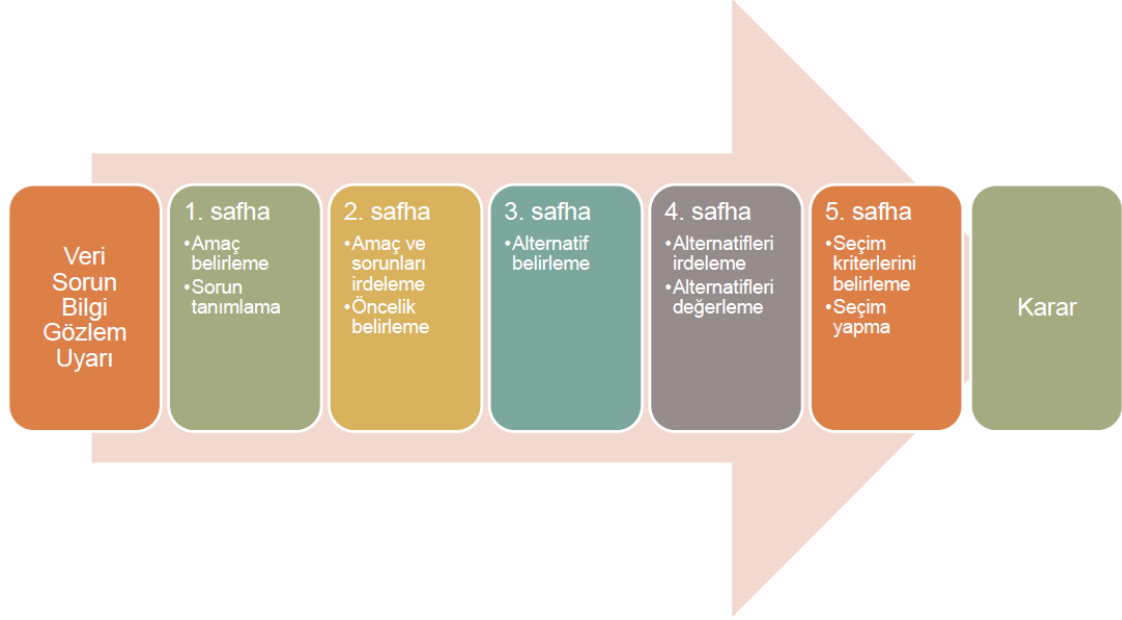 Veri
Sorun
Bilgi
Gözlem
Uyarı
1. safha
•Amaç
belirleme
•Sorun
tanımlama
2. safha
•Amaç ve
sorunları
irdeleme
•Öncelik
belirleme
3. safha
•Alternatif
belirleme
4. safha
•Alternatifleri
irdeleme
•Alternatifleri
değerleme
5. safha
•Seçim
kriterlerini
belirleme
•Seçim
yapma
Karar